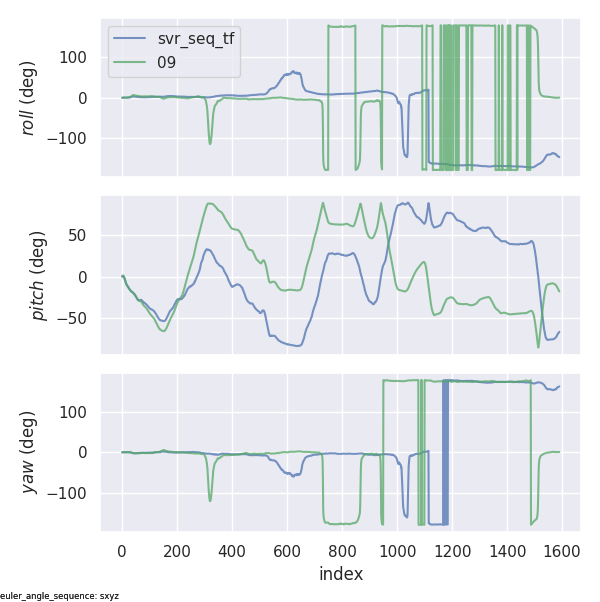 svr_seq_tf
09
100
0
−100
roll (deg)
50
0
−50
pitch (deg)
100
0
−100
yaw (deg)
0 200 400 600 800 1000 1200 1400 1600
index
euler_angle_sequence: sxyz